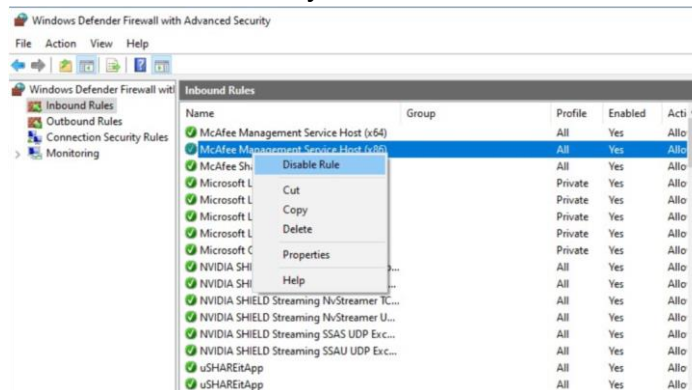 Windows Defender Firewall with Advanced Security
File Action View Help
Windows Defender Firewall witl
Inbound Rules
Outbound Rules
Connection Security Rules
Monitoring
Inbound Rules
Name Group Profile Enabled Acti
McAfee Management Service Host (x64) All Yes Allo
McAfee Management Service Host (x86) All Yes Allo
McAfee Sh All Yes Allo
Microsoft L Private Yes Allo
Microsoft L Private Yes Allo
Microsoft L Private Yes Allo
Microsoft O Private Yes Allo
NVIDIA SHI All Yes Allo
NVIDIA SHI All Yes Allo
NVIDIA SHIELD Streaming NvStreamer TC... All Yes Allo
NVIDIA SHIELD Streaming NvStreamer U... All Yes Allo
NVIDIA SHIELD Streaming SSAS UDP Exc... All Yes Allo
NVIDIA SHIELD Streaming SSAU UDP Exc... All Yes Allo
uSHAREitApp All Yes Allo
uSHAREitApp All Yes Allo
Disable Rule
Cut
Copy
Delete
Properties
Help